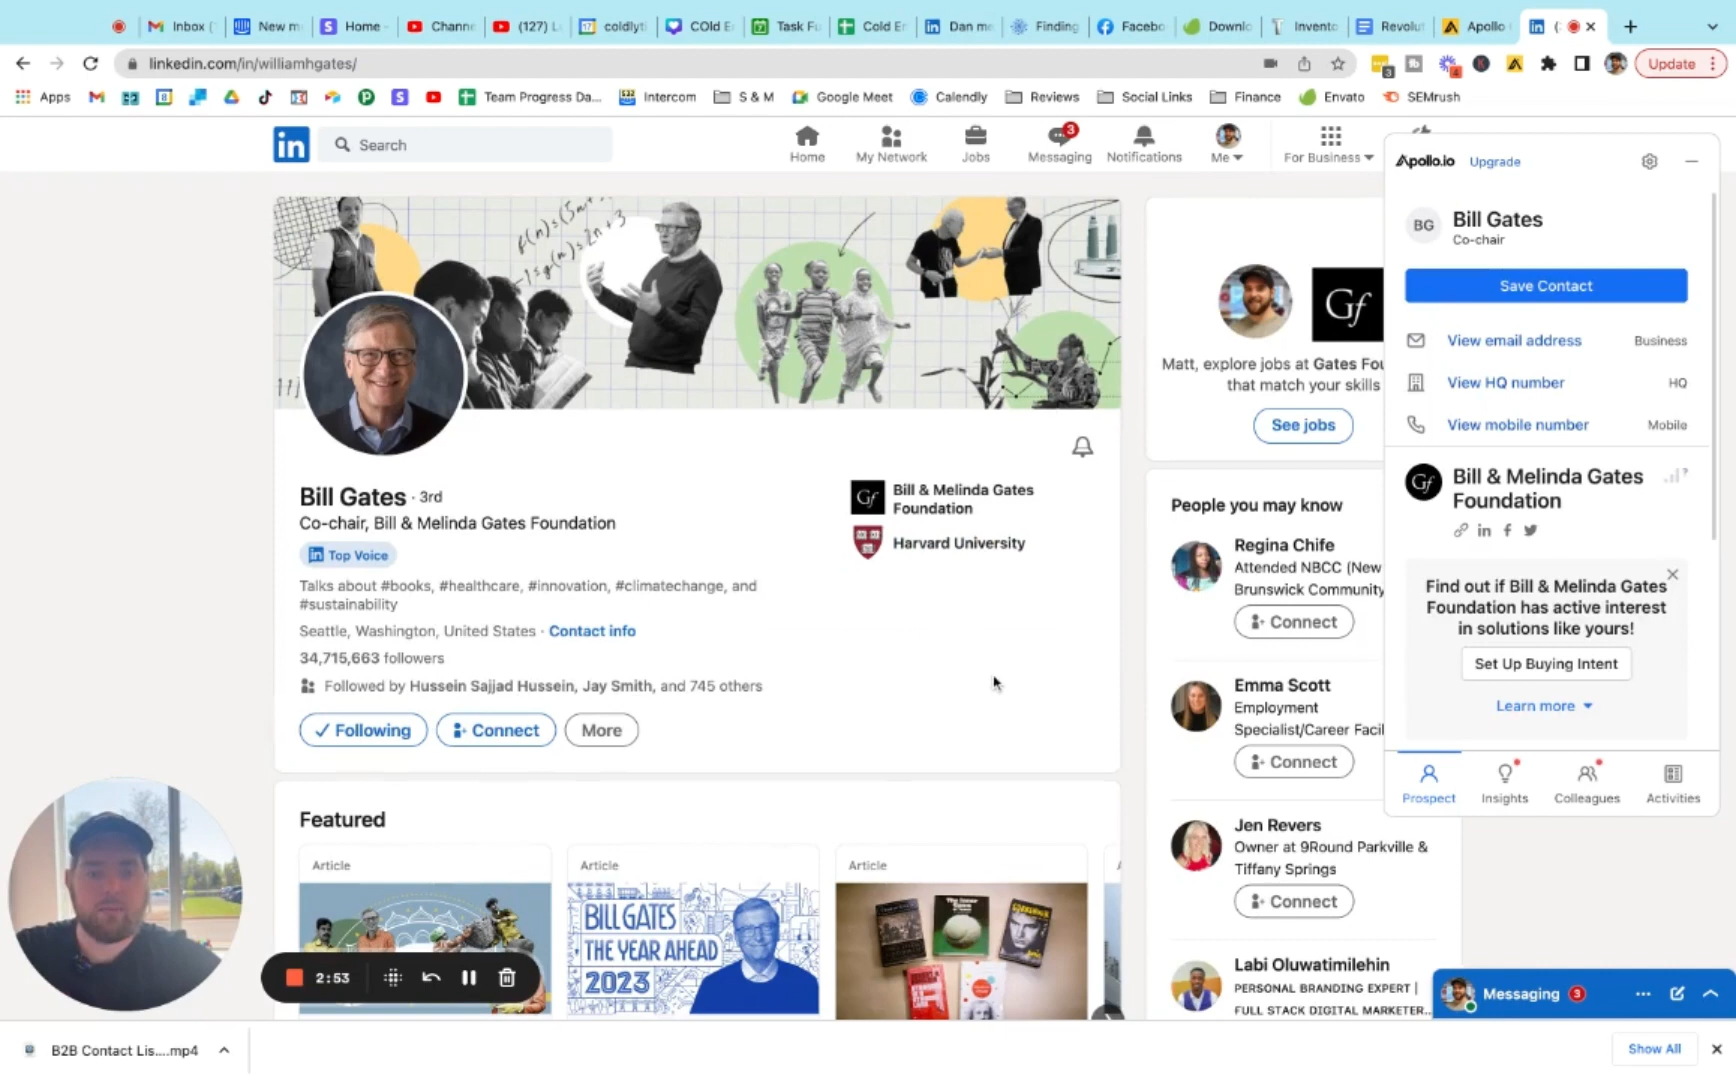 Inbox (
New m
Home -
Channe
(127) L
coldlyti
COld E
Task Fu
Cold Em
Dan me
Finding
Facebo
Downlo
Invento
Revolut
Apollo
linkedin.com/in/williamhgates/
Update
Apps
Team Progress Da...
Intercom
S & M
Google Meet
Calendly
Reviews
Social Links
Finance
Envato
SEMrush
in
Search
Home
My Network
Jobs
3
Messaging
Notifications
Me
For Business
Apollo.io
Upgrade
BG
Bill Gates
Co-chair
Save Contact
View email address
Business
View HQ number
HQ
View mobile number
Mobile
Gf
Bill & Melinda Gates
Foundation
Find out if Bill & Melinda Gates
Foundation has active interest
in solutions like yours!
Set Up Buying Intent
Learn more
Prospect
Insights
Colleagues
Activities
Bill Gates · 3rd
Co-chair, Bill & Melinda Gates Foundation
in Top Voice
Talks about #books, #healthcare, #innovation, #climatechange, and
#sustainability
Seattle, Washington, United States · Contact info
34,715,663 followers
Followed by Hussein Sajjad Hussein, Jay Smith, and 745 others
Following
Connect
More
Gf
Bill & Melinda Gates
Foundation
Harvard University
Gf
Matt, explore jobs at Gates Fou
that match your skills
See jobs
People you may know
Regina Chife
Attended NBCC (New
Brunswick Community
Connect
Emma Scott
Employment
Specialist/Career Facil
Connect
Jen Revers
Owner at 9Round Parkville &
Tiffany Springs
Connect
Labi Oluwatimilehin
PERSONAL BRANDING EXPERT |
FULL STACK DIGITAL MARKETER...
Featured
Article
Article
BILL GATES
THE YEAR AHEAD
2023
Article
2:53
Messaging
3
B2B Contact Lis....mp4
Show All